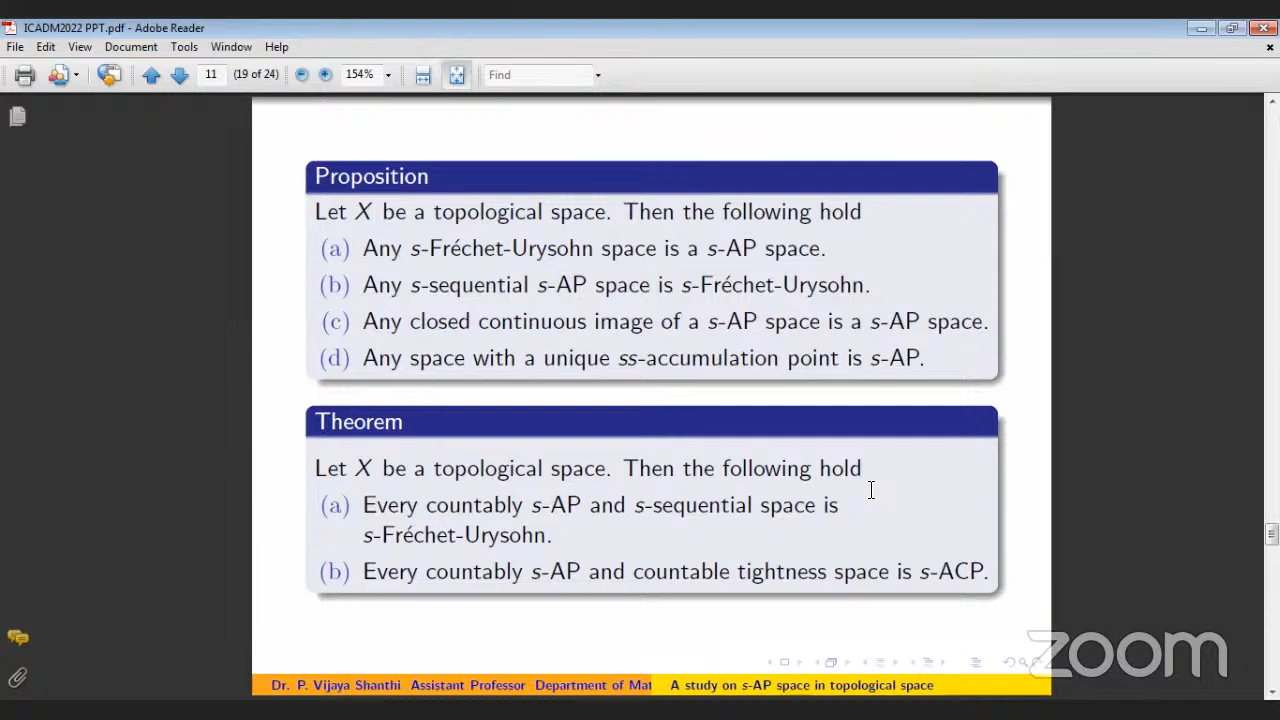 ICADM2022 PPT.pdf - Adobe Reader
File Edit View Document Tools Window Help
11 (19 of 24) 154% Find
Proposition
Let X be a topological space. Then the following hold
(a) Any s-Fréchet-Urysohn space is a s-AP space.
(b) Any s-sequential s-AP space is s-Fréchet-Urysohn.
(c) Any closed continuous image of a s-AP space is a s-AP space.
(d) Any space with a unique ss-accumulation point is s-AP.
Theorem
Let X be a topological space. Then the following hold
(a) Every countably s-AP and s-sequential space is
s-Fréchet-Urysohn.
(b) Every countably s-AP and countable tightness space is s-ACP.
zoom
Dr. P. Vijaya Shanthi Assistant Professor Department of Mat A study on s-AP space in topological space